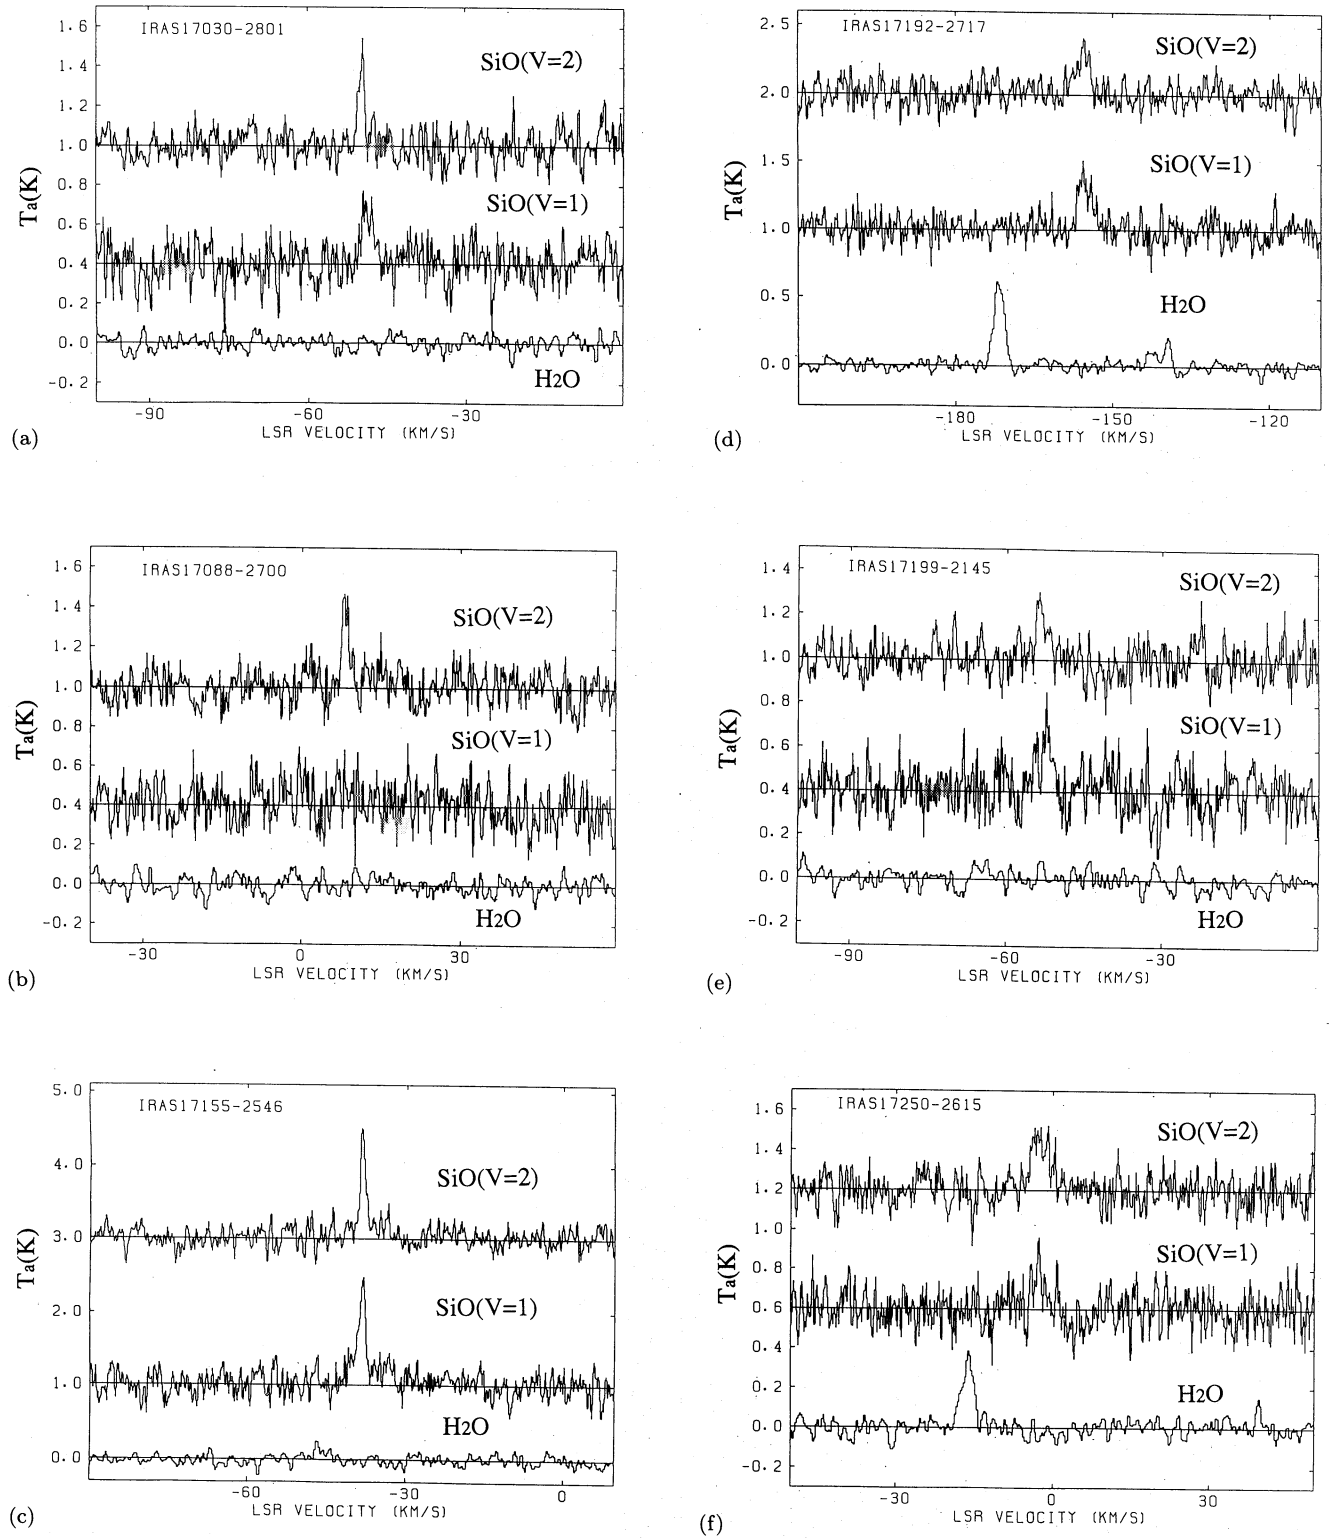 IRAS17030-2801
SiO(V=2)
SiO(V=1)
H2O
Ta(K)
1.6
1.4
1.2
1.0
0.8
0.6
0.4
0.2
0.0
-0.2
-90 -60 -30
LSR VELOCITY (KM/S)
(a)
IRAS17192-2717
SiO(V=2)
SiO(V=1)
H2O
Ta(K)
2.5
2.0
1.5
1.0
0.5
0.0
-180 -150 -120
LSR VELOCITY (KM/S)
(d)
IRAS17088-2700
SiO(V=2)
SiO(V=1)
H2O
Ta(K)
1.6
1.4
1.2
1.0
0.8
0.6
0.4
0.2
0.0
-0.2
-30 0 30
LSR VELOCITY (KM/S)
(b)
IRAS17199-2145
SiO(V=2)
SiO(V=1)
H2O
Ta(K)
1.4
1.2
1.0
0.8
0.6
0.4
0.2
0.0
-0.2
-90 -60 -30
LSR VELOCITY (KM/S)
(e)
IRAS17155-2546
SiO(V=2)
SiO(V=1)
H2O
Ta(K)
5.0
4.0
3.0
2.0
1.0
0.0
-60 -30 0
LSR VELOCITY (KM/S)
(c)
IRAS17250-2615
SiO(V=2)
SiO(V=1)
H2O
Ta(K)
1.6
1.4
1.2
1.0
0.8
0.6
0.4
0.2
0.0
-0.2
-30 0 30
LSR VELOCITY (KM/S)
(f)